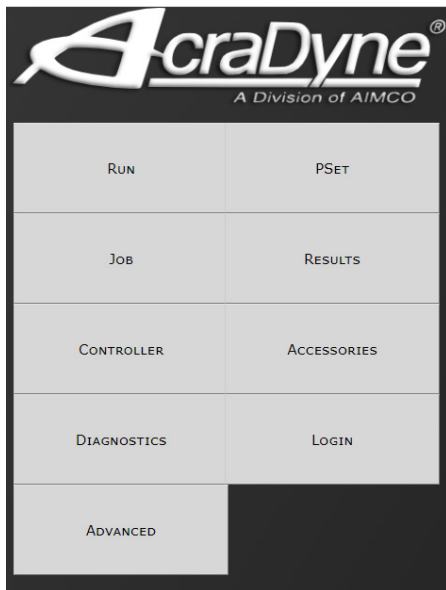 AcraDyne®
A Division of AIMCO
Run PSet
Job Results
Controller Accessories
Diagnostics Login
Advanced